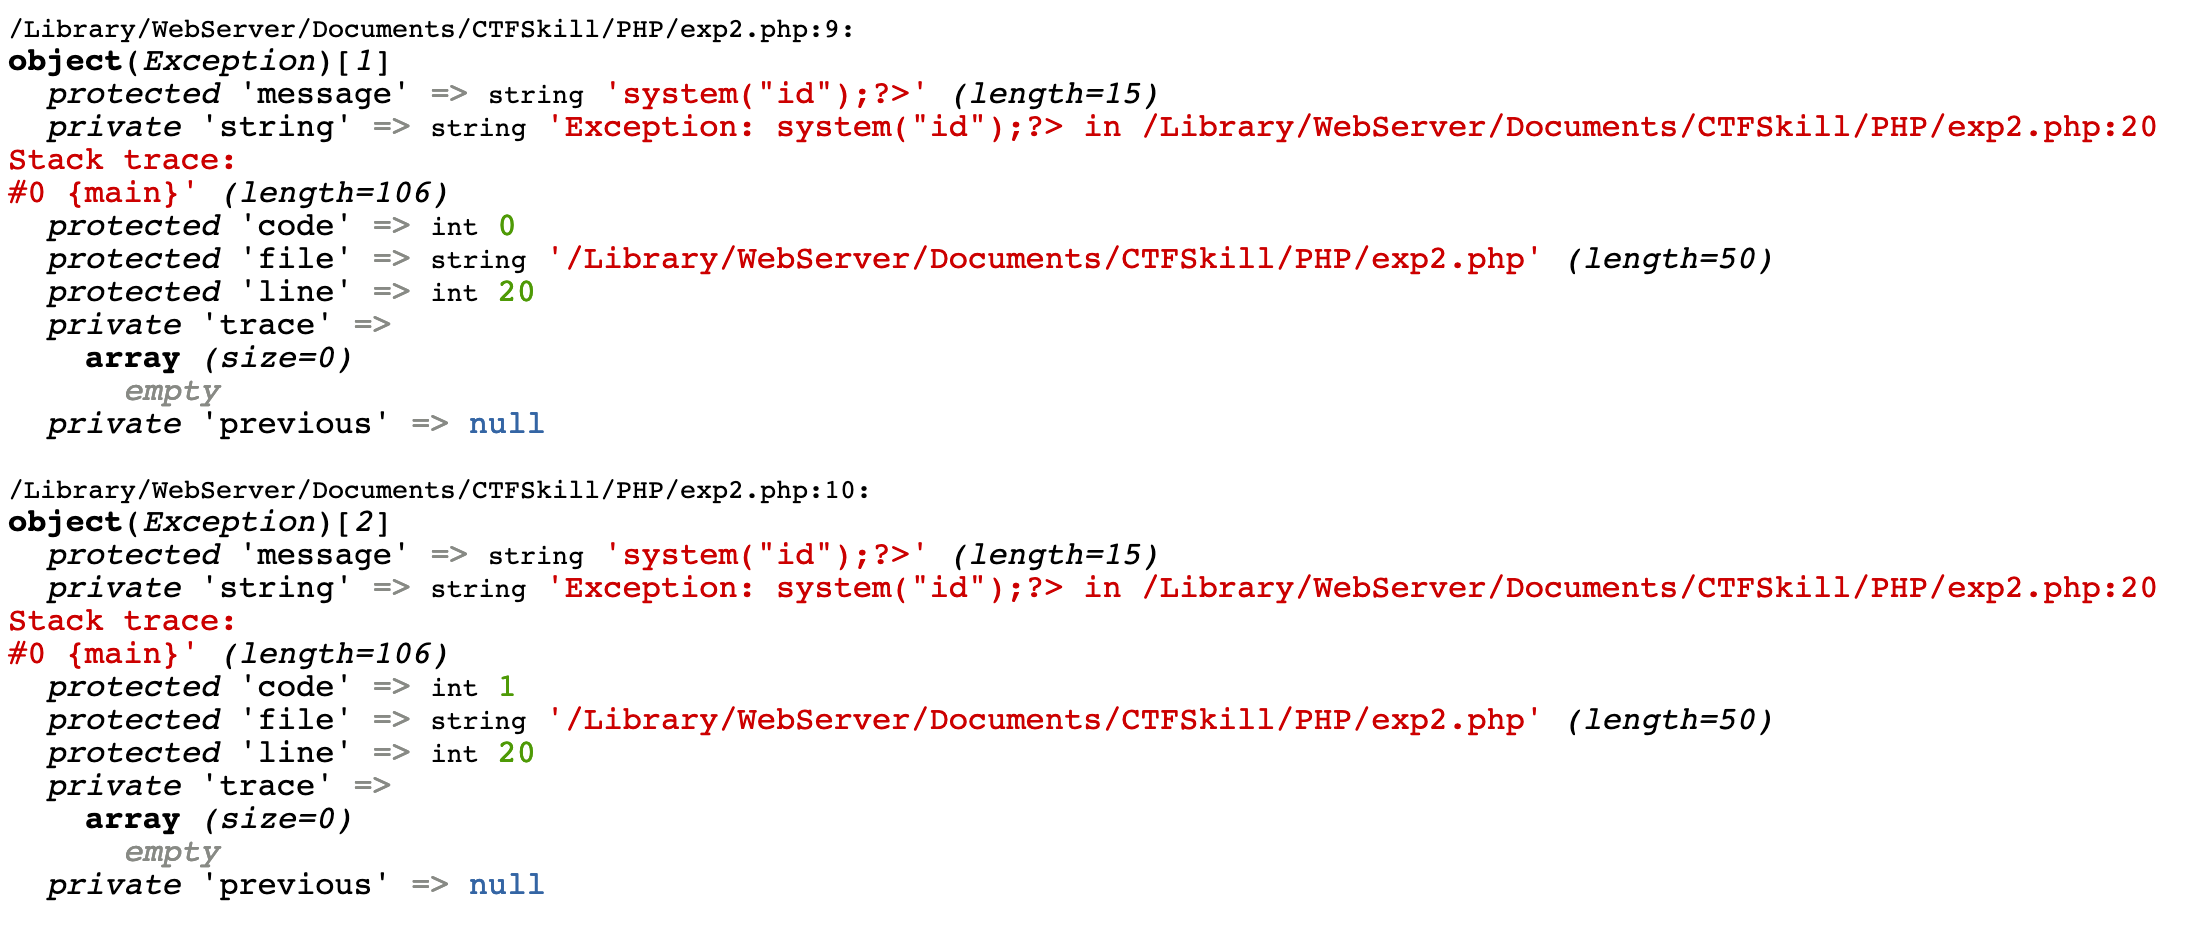 /Library/WebServer/Documents/CTFSkill/PHP/exp2.php:9:
object(Exception)[1]
protected 'message' => string 'system("id");?>' (length=15)
private 'string' => string 'Exception: system("id");?> in /Library/WebServer/Documents/CTFSkill/PHP/exp2.php:20
Stack trace:
#0 {main}' (length=106)
protected 'code' => int 0
protected 'file' => string '/Library/WebServer/Documents/CTFSkill/PHP/exp2.php' (length=50)
protected 'line' => int 20
private 'trace' =>
array (size=0)
empty
private 'previous' => null
/Library/WebServer/Documents/CTFSkill/PHP/exp2.php:10:
object(Exception)[2]
protected 'message' => string 'system("id");?>' (length=15)
private 'string' => string 'Exception: system("id");?> in /Library/WebServer/Documents/CTFSkill/PHP/exp2.php:20
Stack trace:
#0 {main}' (length=106)
protected 'code' => int 1
protected 'file' => string '/Library/WebServer/Documents/CTFSkill/PHP/exp2.php' (length=50)
protected 'line' => int 20
private 'trace' =>
array (size=0)
empty
private 'previous' => null